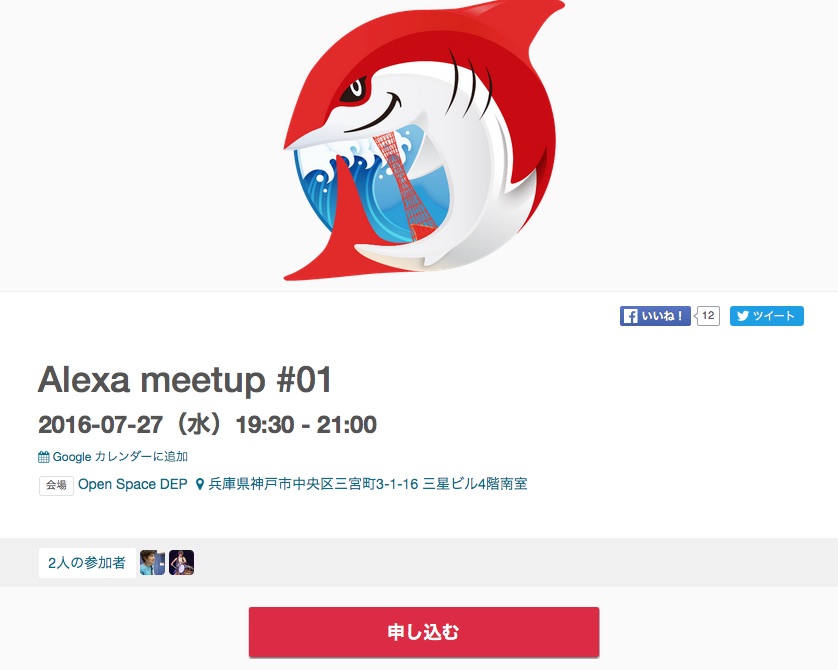 いいね！ 12 ツイート
Alexa meetup #01
2016-07-27（水）19:30 - 21:00
Google カレンダーに追加
会場 Open Space DEP 兵庫県神戸市中央区三宮町3-1-16 三星ビル4階南室
2人の参加者
申し込む